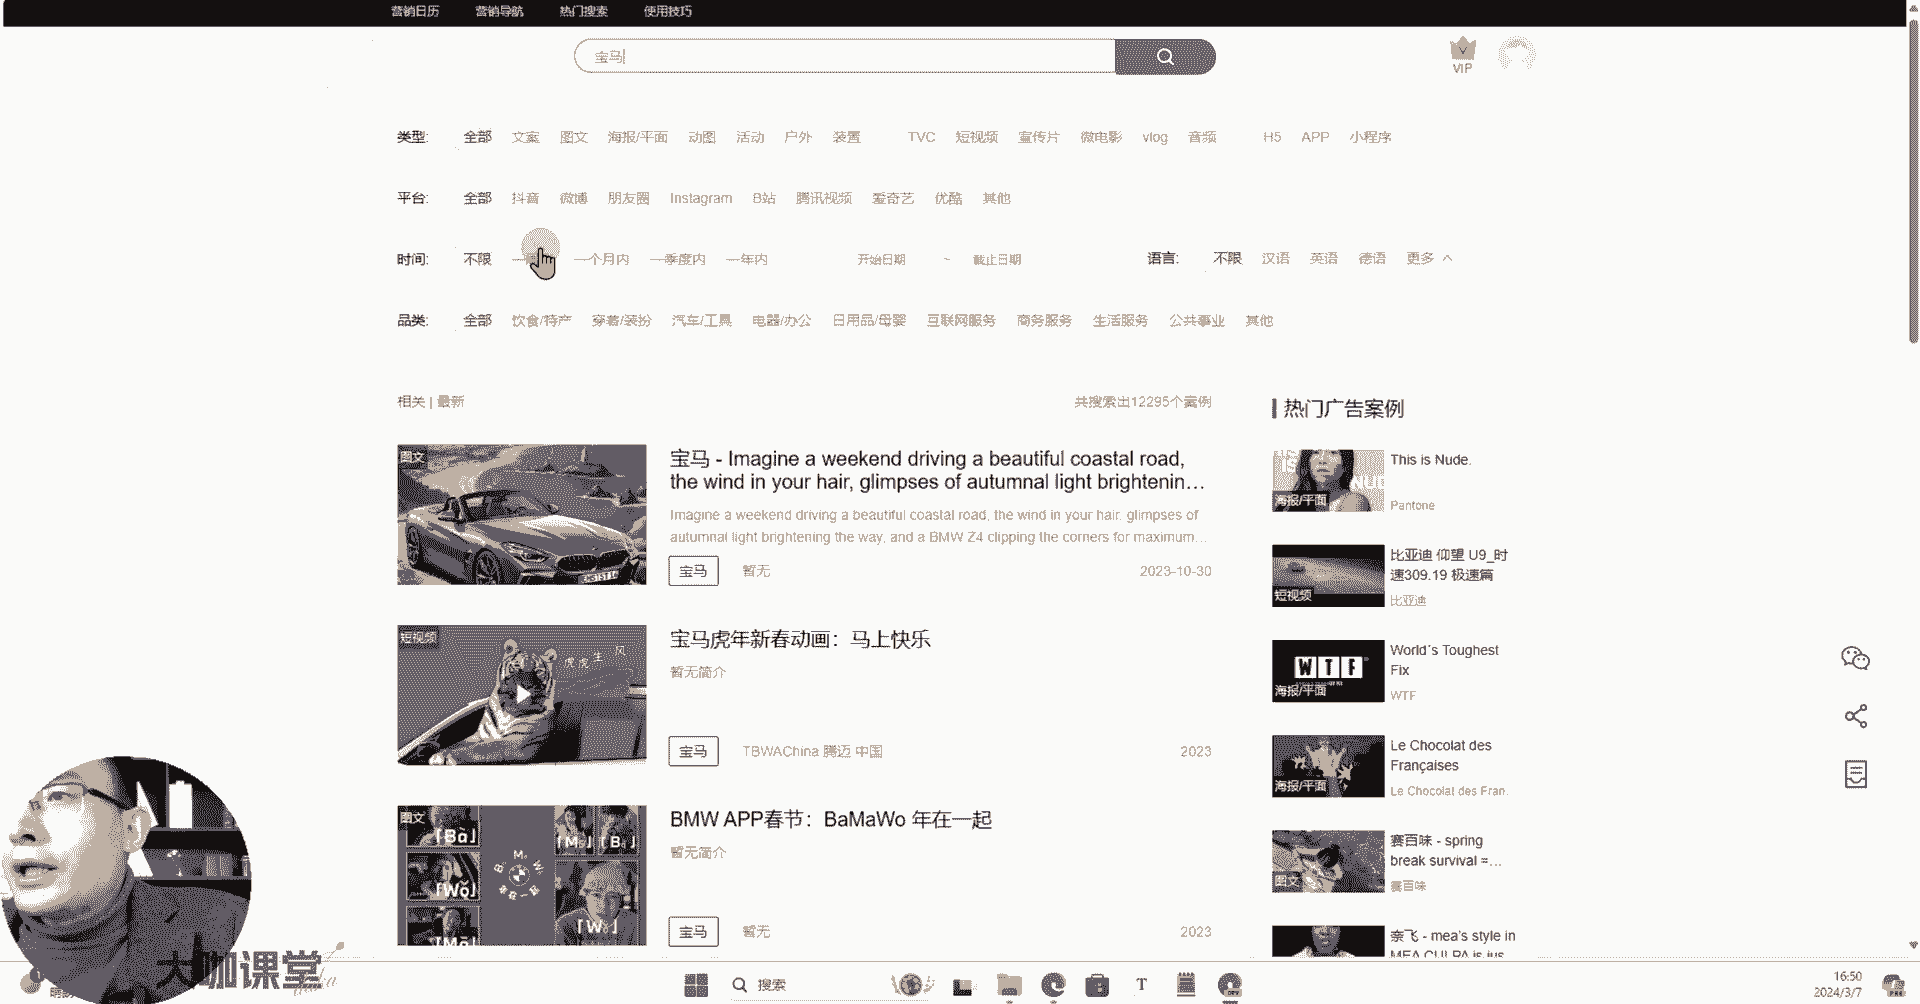 营销日历 营销导航 热门搜索 使用技巧
宝马
VIP
类型: 全部 文案 图文 海报/平面 动图 活动 户外 装置 TVC 短视频 宣传片 微电影 vlog 音频 H5 APP 小程序
平台: 全部 抖音 微博 朋友圈 Instagram B站 腾讯视频 爱奇艺 优酷 其他
时间: 不限 一个月内 一季度内 一年内 开始日期 ~ 截止日期 语言: 不限 汉语 英语 德语 更多
品类: 全部 饮食/特产 穿着/装扮 汽车/工具 电器/办公 日用品/母婴 互联网服务 商务服务 生活服务 公共事业 其他
相关 | 最新 共搜索出12295个案例
图文
宝马 - Imagine a weekend driving a beautiful coastal road,
the wind in your hair, glimpses of autumnal light brightenin...
Imagine a weekend driving a beautiful coastal road, the wind in your hair, glimpses of
autumnal light brightening the way, and a BMW Z4 clipping the corners for maximum...
宝马 暂无 2023-10-30
短视频
虎虎生风
宝马虎年新春动画：马上快乐
暂无简介
宝马 TBWAChina 腾迈 中国 2023
图文
「Bǎ」
「Wǒ」
BMW APP春节：BaMaWo 年在一起
暂无简介
宝马 暂无 2023
热门广告案例
海报/平面
This is Nude.
Pantone
短视频
比亚迪 仰望 U9_时
速309.19 极速篇
比亚迪
WTF
海报/平面
World´s Toughest
Fix
WTF
海报/平面
Le Chocolat des
Françaises
Le Chocolat des Fran.
图文
赛百味 - spring
break survival =...
赛百味
奈飞 - mea's style in
MEA CULPA is jus
大咖课堂
搜索
16:50
2024/3/7